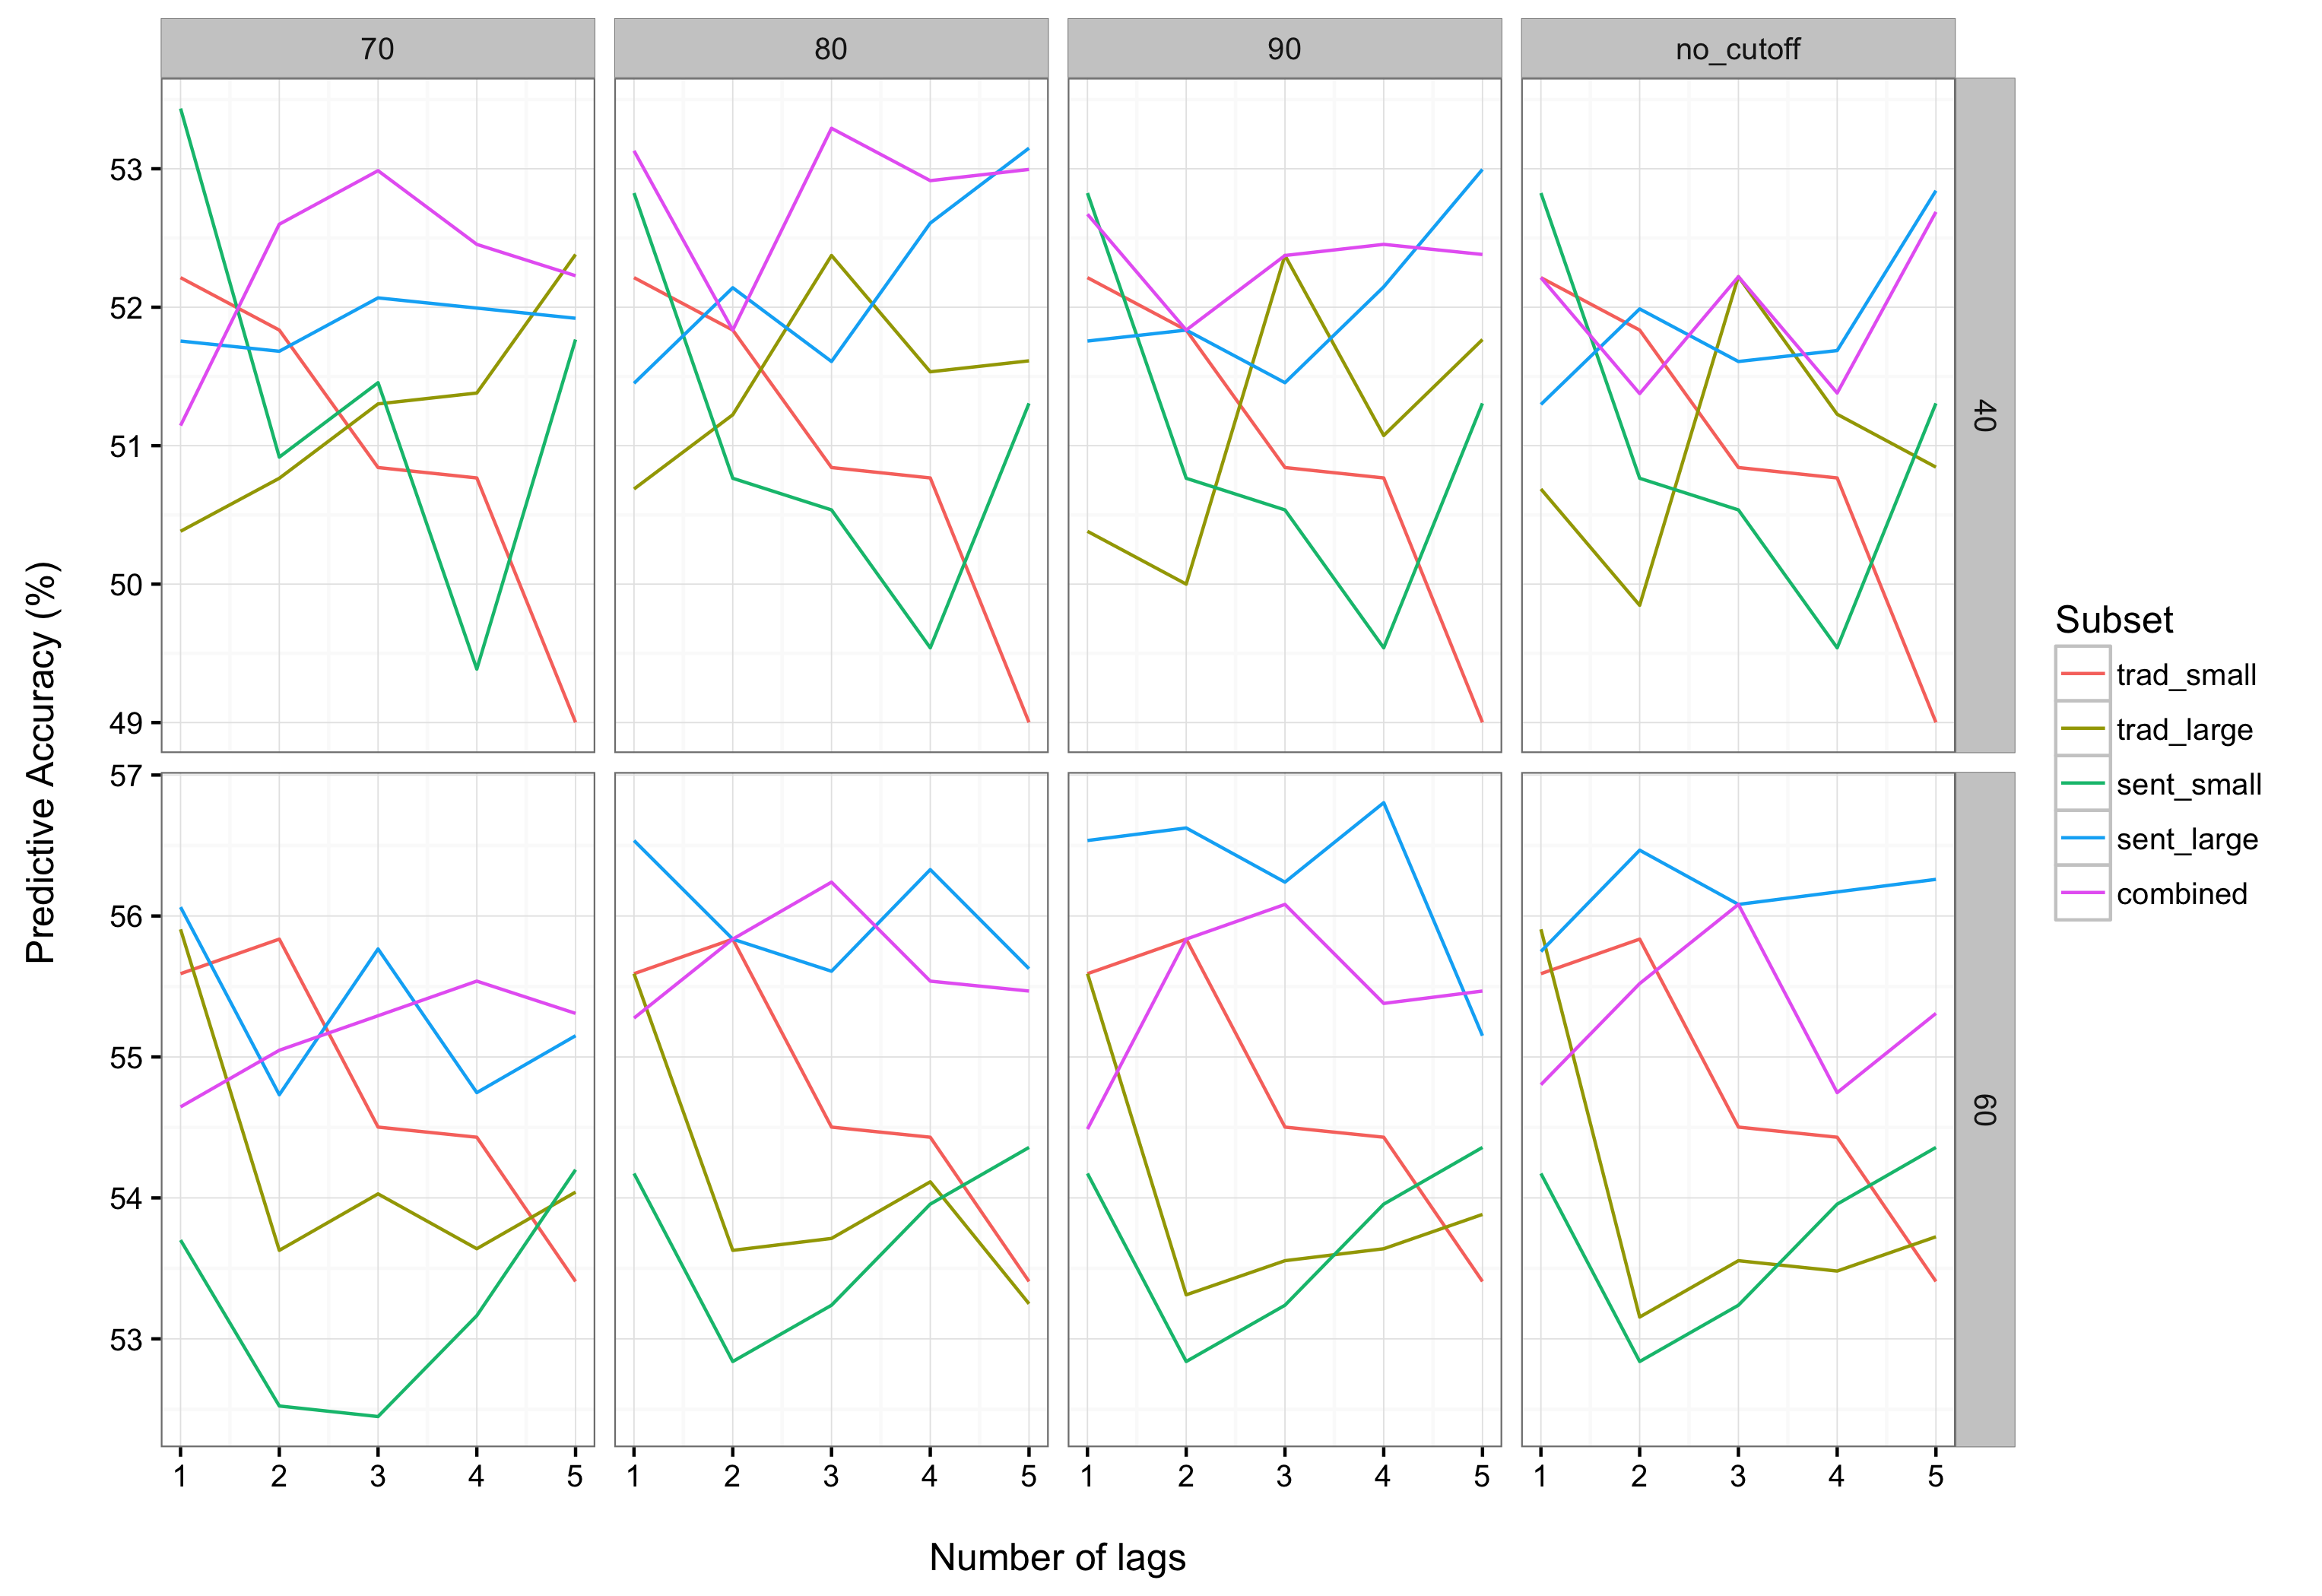 70 80 90 no_cutoff
53
52
51
50
49
40
57
56
55
54
53
60
1 2 3 4 5 1 2 3 4 5 1 2 3 4 5 1 2 3 4 5
Number of lags
Predictive Accuracy (%)
Subset
trad_small
trad_large
sent_small
sent_large
combined